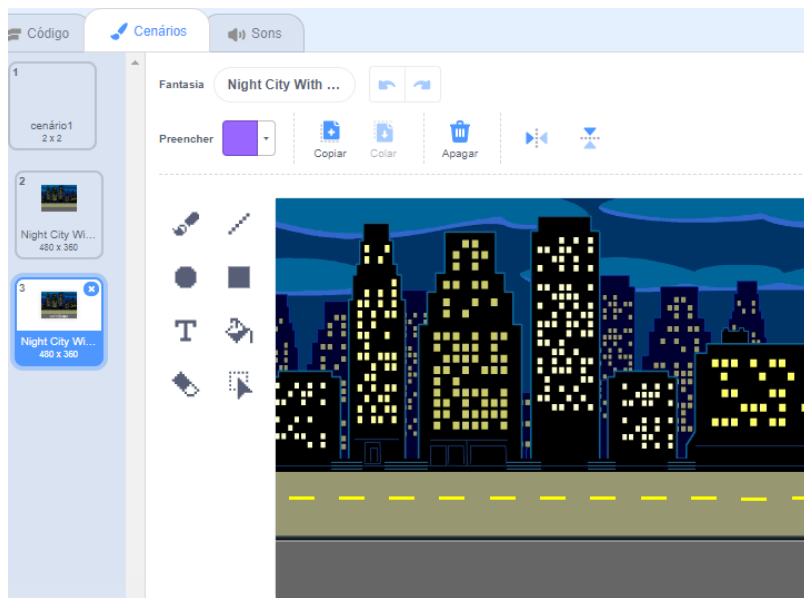 Código
Cenários
Sons
1
cenário1
2 x 2
2
Night City Wi...
480 x 360
3
Night City Wi...
480 x 360
Fantasia
Night City With ...
Preencher
Copiar
Colar
Apagar
T